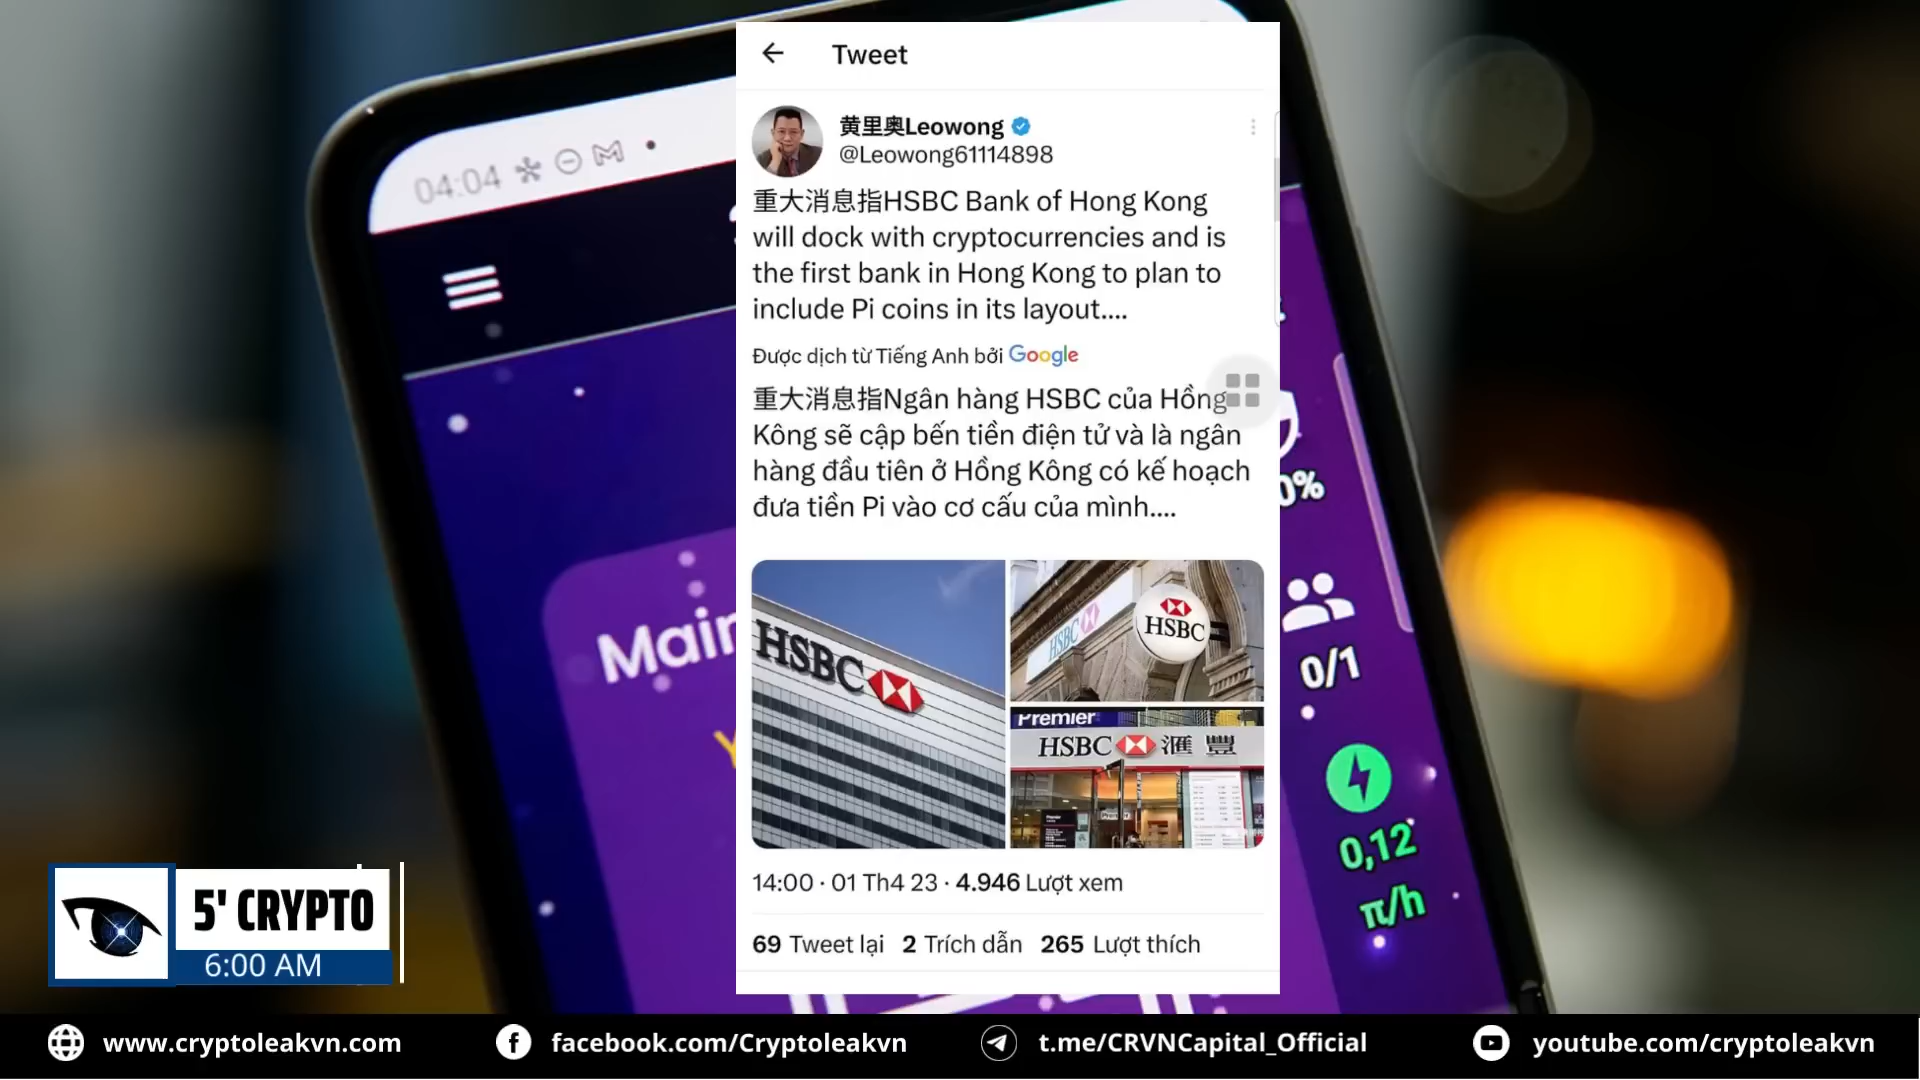 Tweet
黄里奥Leowong
@Leowong61114898
重大消息指HSBC Bank of Hong Kong
will dock with cryptocurrencies and is
the first bank in Hong Kong to plan to
include Pi coins in its layout....
Được dịch từ Tiếng Anh bởi Google
重大消息指Ngân hàng HSBC của Hồng
Kông sẽ cập bến tiền điện tử và là ngân
hàng đầu tiên ở Hồng Kông có kế hoạch
đưa tiền Pi vào cơ cấu của mình....
HSBC
HSBC
HSBC
Premier
HSBC 滙豐
Premier
14:00 · 01 Th4 23 · 4.946 Lượt xem
69 Tweet lại 2 Trích dẫn 265 Lượt thích
04:04
Main
0%
0/1
0,12
π/h
5' CRYPTO
6:00 AM
www.cryptoleakvn.com
facebook.com/Cryptoleakvn
t.me/CRVNCapital_Official
youtube.com/cryptoleakvn